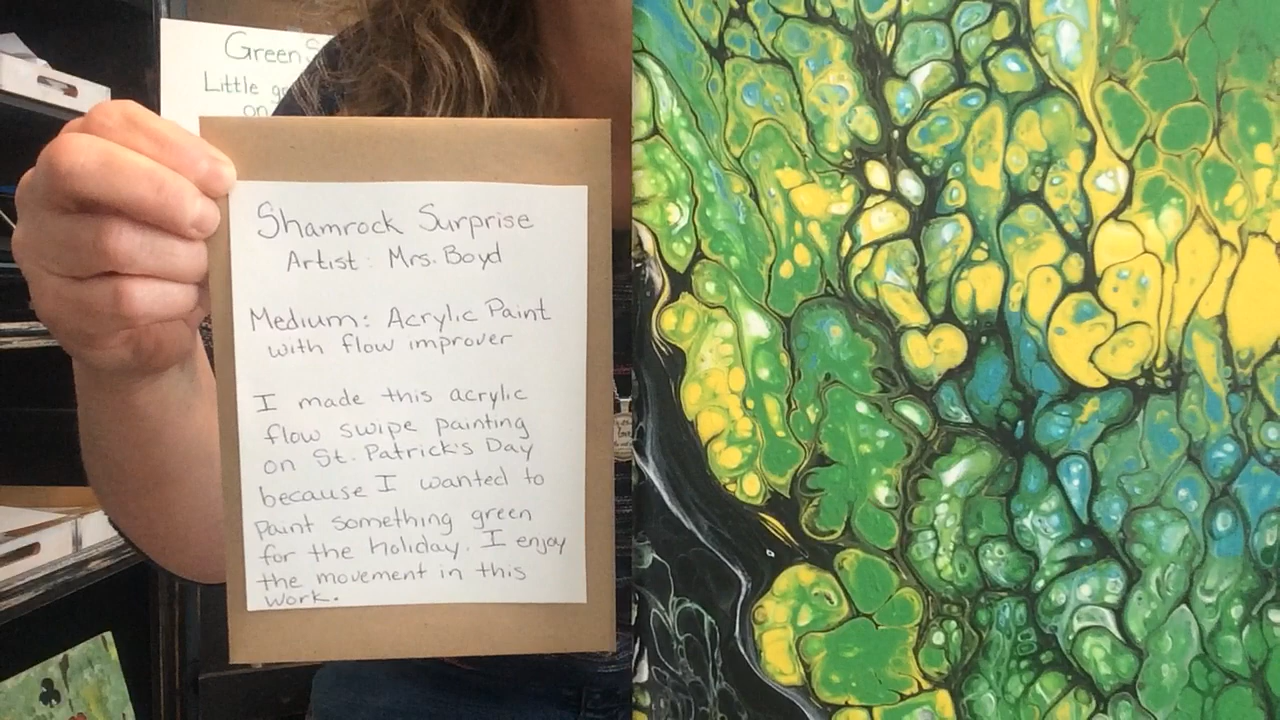 Green
Little
on
Shamrock Surprise
Artist: Mrs. Boyd
Medium: Acrylic Paint
with flow improver
I made this acrylic
flow swipe painting
on St. Patrick's Day
because I wanted to
paint something green
for the holiday. I enjoy
the movement in this
work.